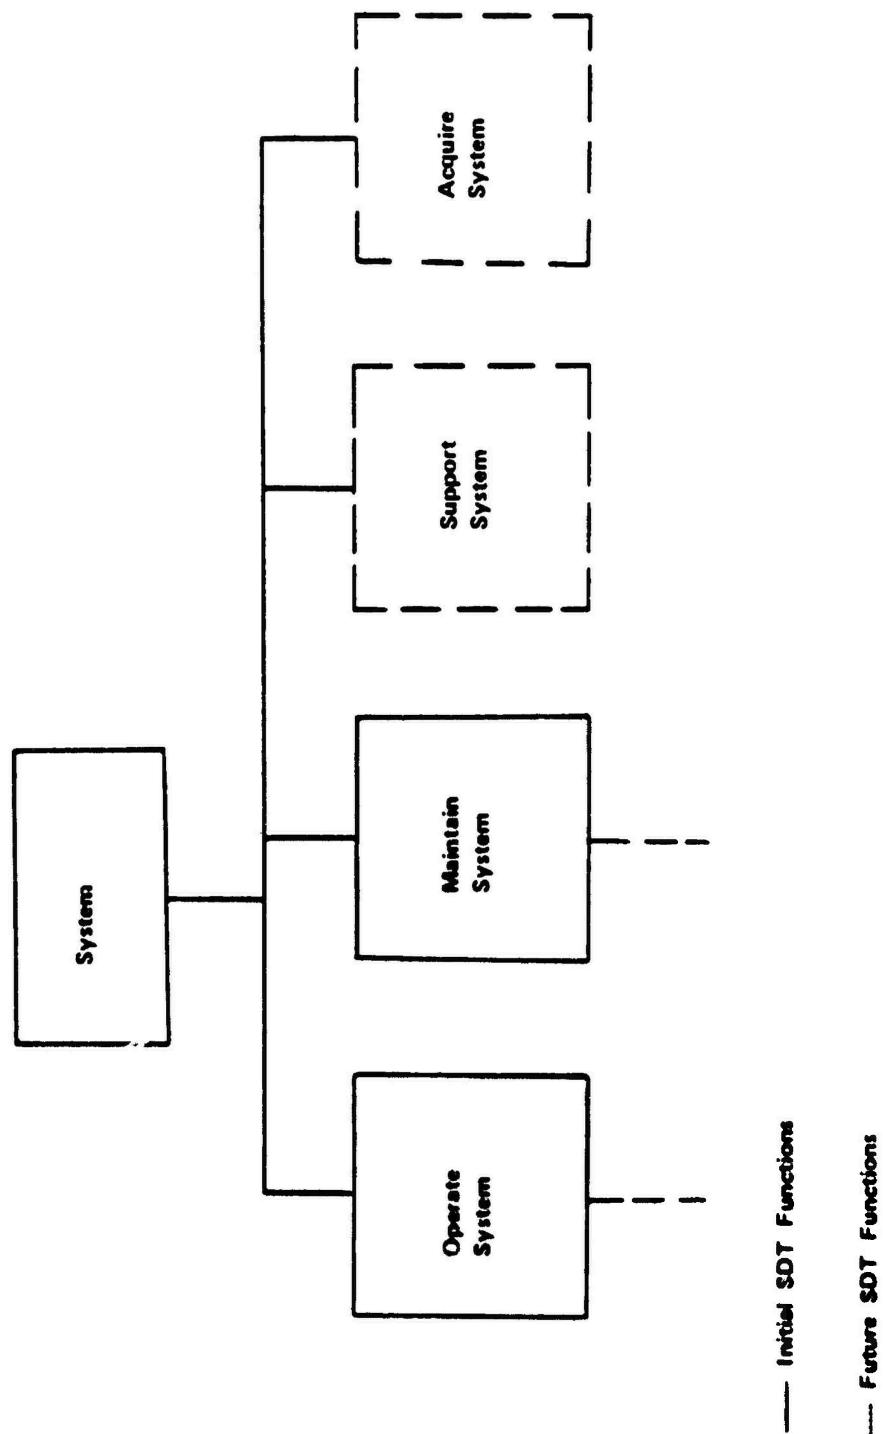 System
Operate
System
Maintain
System
Support
System
Acquire
System
Initial SDT Functions
Future SDT Functions